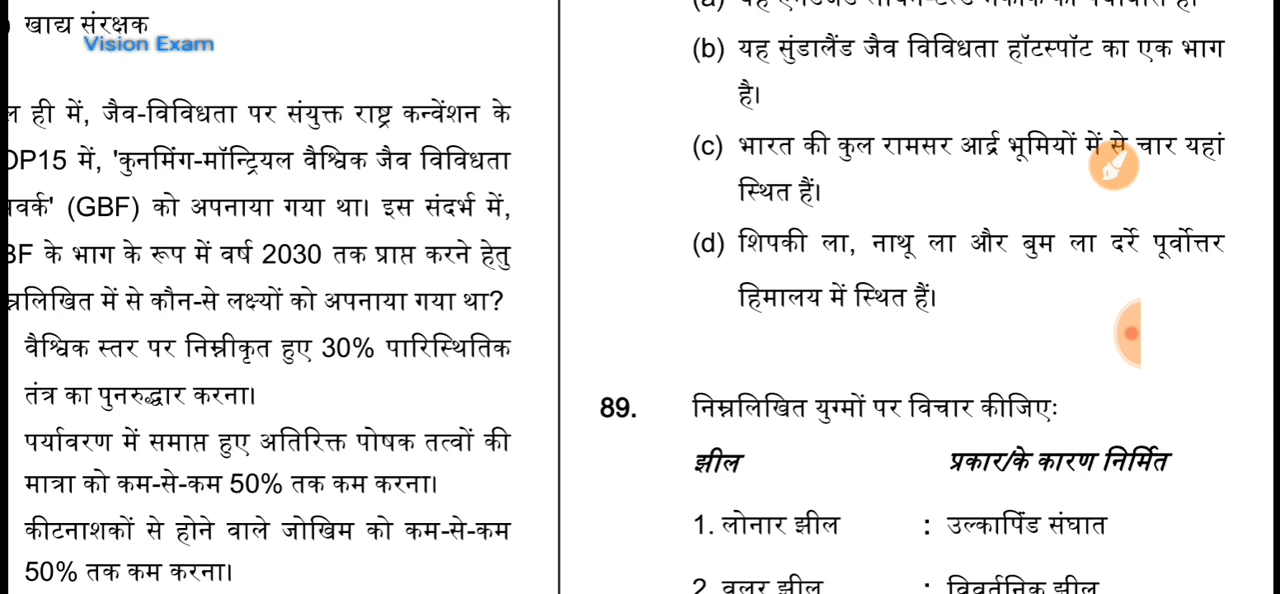 खाद्य संरक्षक
Vision Exam
ही में, जैव-विविधता पर संयुक्त राष्ट्र कन्वेंशन के
OP15 में, 'कुनमिंग-मॉन्ट्रियल वैश्विक जैव विविधता
(GBF) को अपनाया गया था। इस संदर्भ में,
के भाग के रूप में वर्ष 2030 तक प्राप्त करने हेतु
में से कौन-से लक्ष्यों को अपनाया गया था?
वैश्विक स्तर पर निम्नीकृत हुए 30% पारिस्थितिक
तंत्र का पुनरुद्धार करना।
पर्यावरण में समाप्त हुए अतिरिक्त पोषक तत्वों की
मात्रा को कम-से-कम 50% तक कम करना।
कीटनाशकों से होने वाले जोखिम को कम-से-कम
50% तक कम करना।
(b) यह सुंडालैंड जैव विविधता हॉटस्पॉट का एक भाग
है।
(c) भारत की कुल रामसर आर्द्र भूमियों में से चार यहां
स्थित हैं।
(d) शिपकी ला, नाथू ला और बुम ला दर्रे पूर्वोत्तर
हिमालय में स्थित हैं।
89. निम्नलिखित युग्मों पर विचार कीजिए:
झील प्रकार/के कारण निर्मित
1. लोनार झील : उल्कापिंड संघात
2. वुलर झील : विवर्तनिक झील